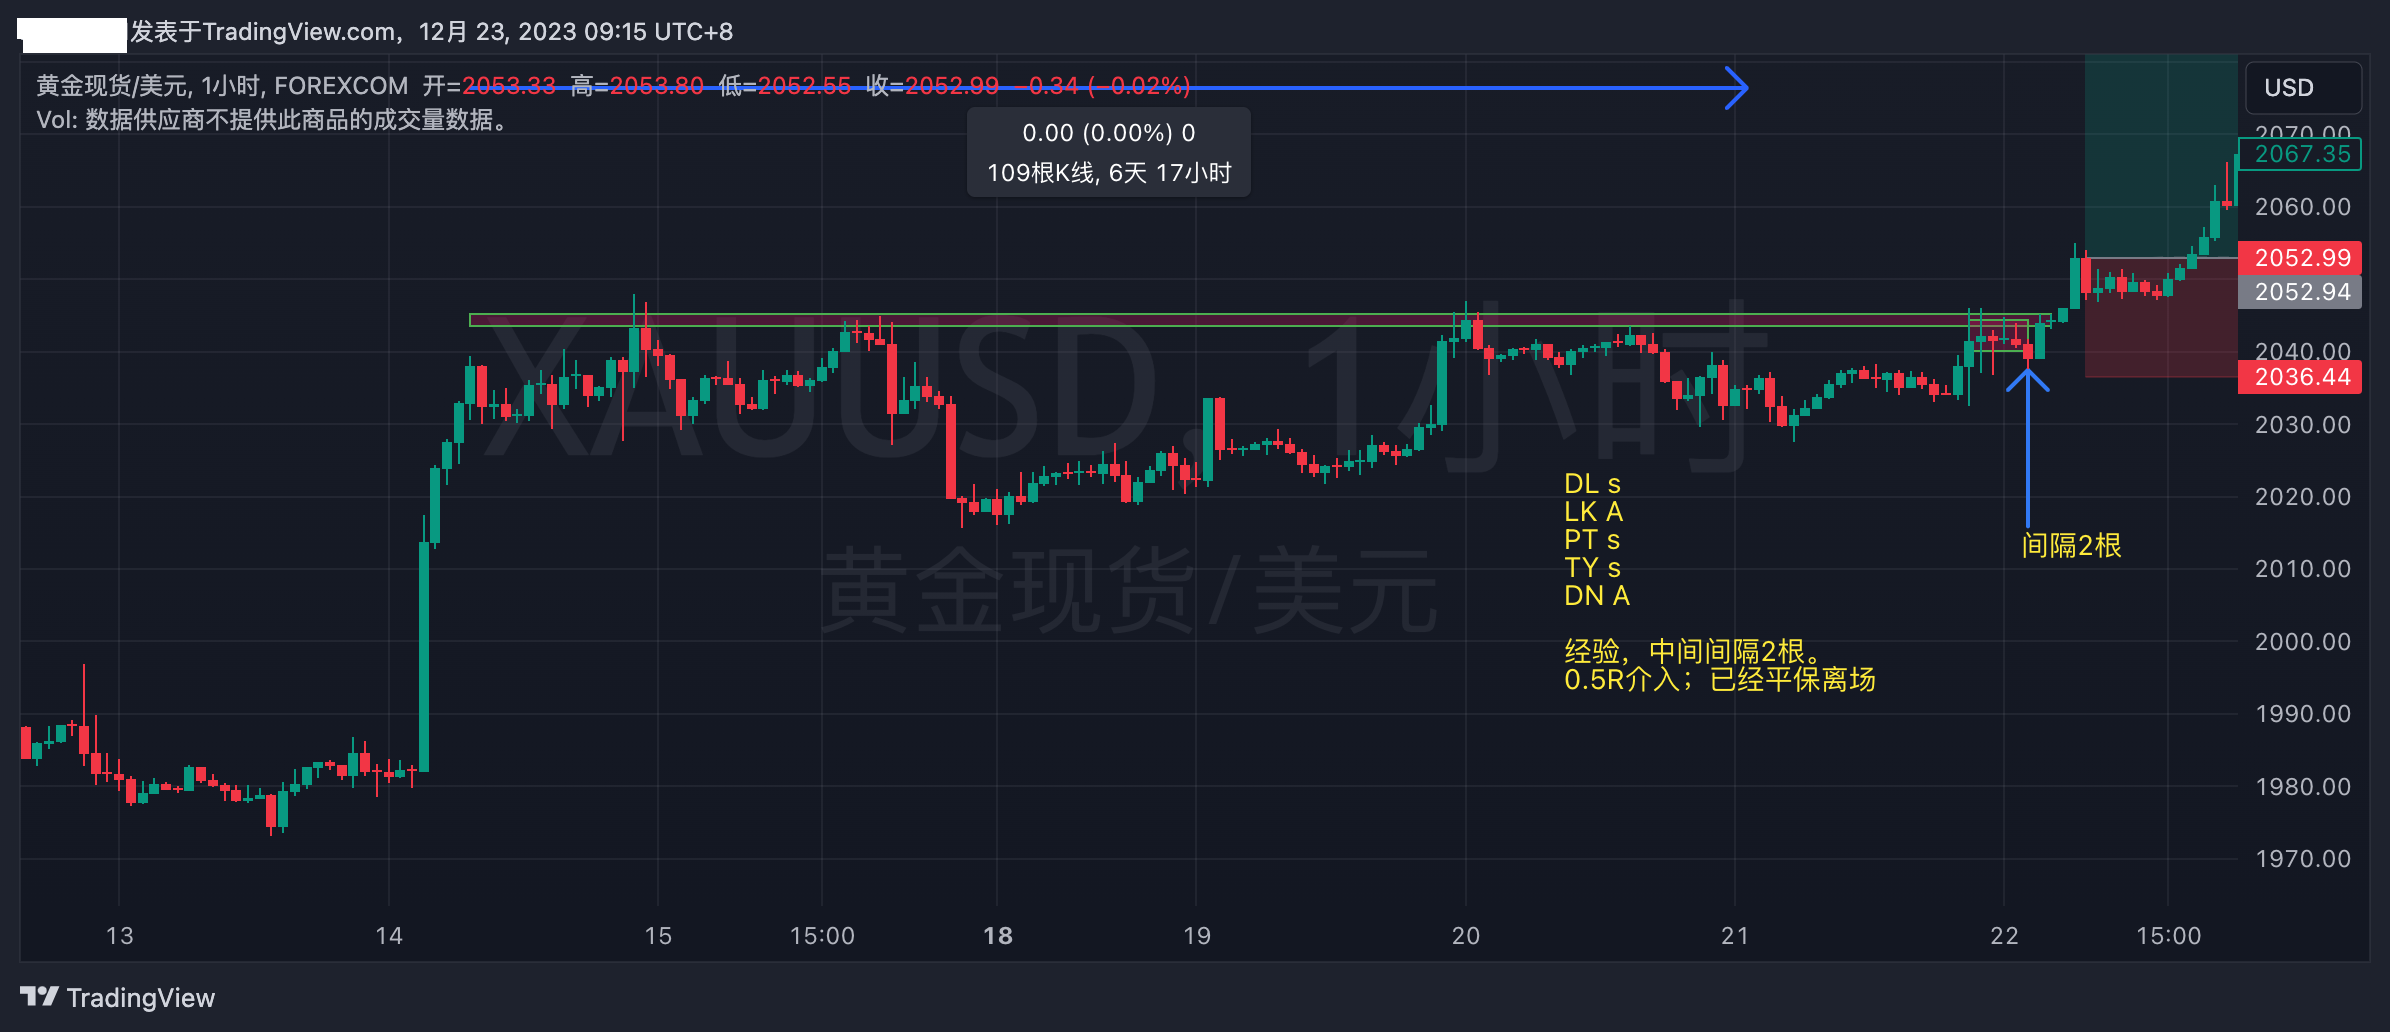 发表于TradingView.com，12月 23, 2023 09:15 UTC+8
黄金现货/美元, 1小时, FOREXCOM 开=2053.33 高=2053.80 低=2052.55 收=2052.99 −0.34 (−0.02%)
Vol: 数据供应商不提供此商品的成交量数据。
0.00 (0.00%) 0
109根K线, 6天 17小时
USD
2070.00
2067.35
2060.00
2052.99
2052.94
2040.00
2036.44
2030.00
2020.00
2010.00
2000.00
1990.00
1980.00
1970.00
XAUUSD, 1小时
黄金现货/美元
DL s
LK A
PT s
TY s
DN A
经验，中间间隔2根。
0.5R介入；已经平保离场
间隔2根
13 14 15 15:00 18 19 20 21 22 15:00
TradingView